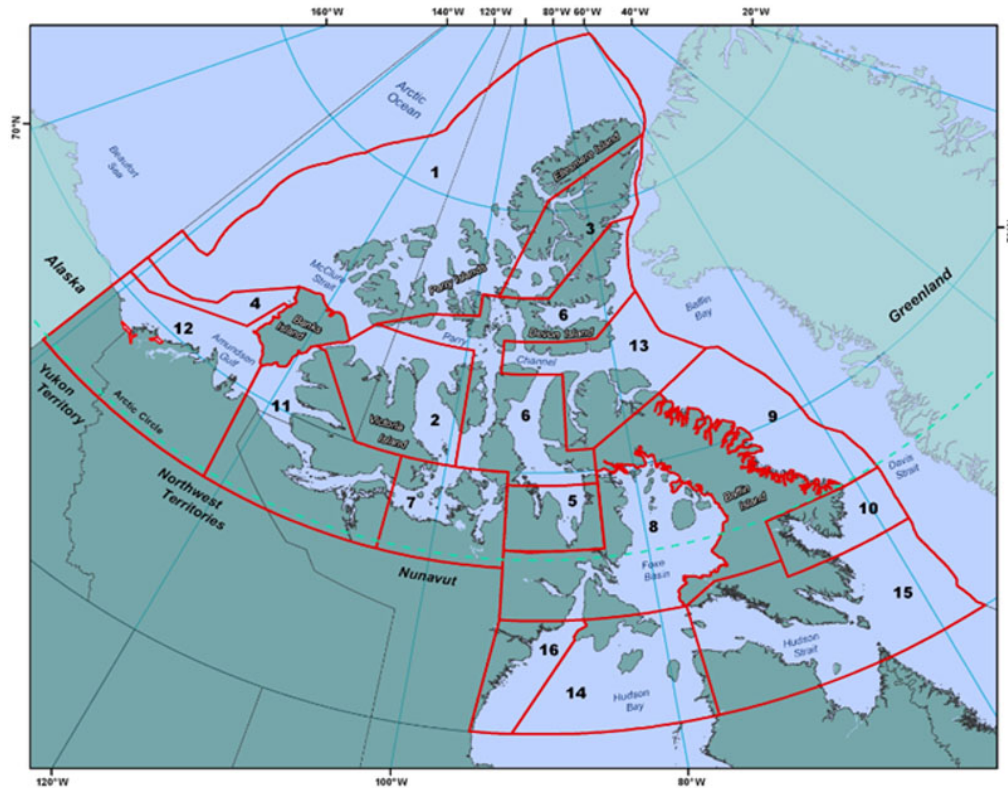 160°W
140°W
120°W
80°W
60°W
40°W
20°W
70°N
Arctic
Ocean
Beaufort
Sea
1
Ellesmere Island
3
McClure
Strait
Parry Islands
Alaska
4
Banks
Island
6
Devon Island
Baffin
Bay
Greenland
12
Amundsen
Gulf
Parry
Channel
13
Yukon
Territory
Arctic Circle
11
Victoria
Island
2
6
9
Davis
Strait
Northwest
Territories
7
5
8
Baffin
Island
10
Nunavut
Foxe
Basin
15
16
Hudson
Strait
14
Hudson
Bay
120°W
100°W
80°W